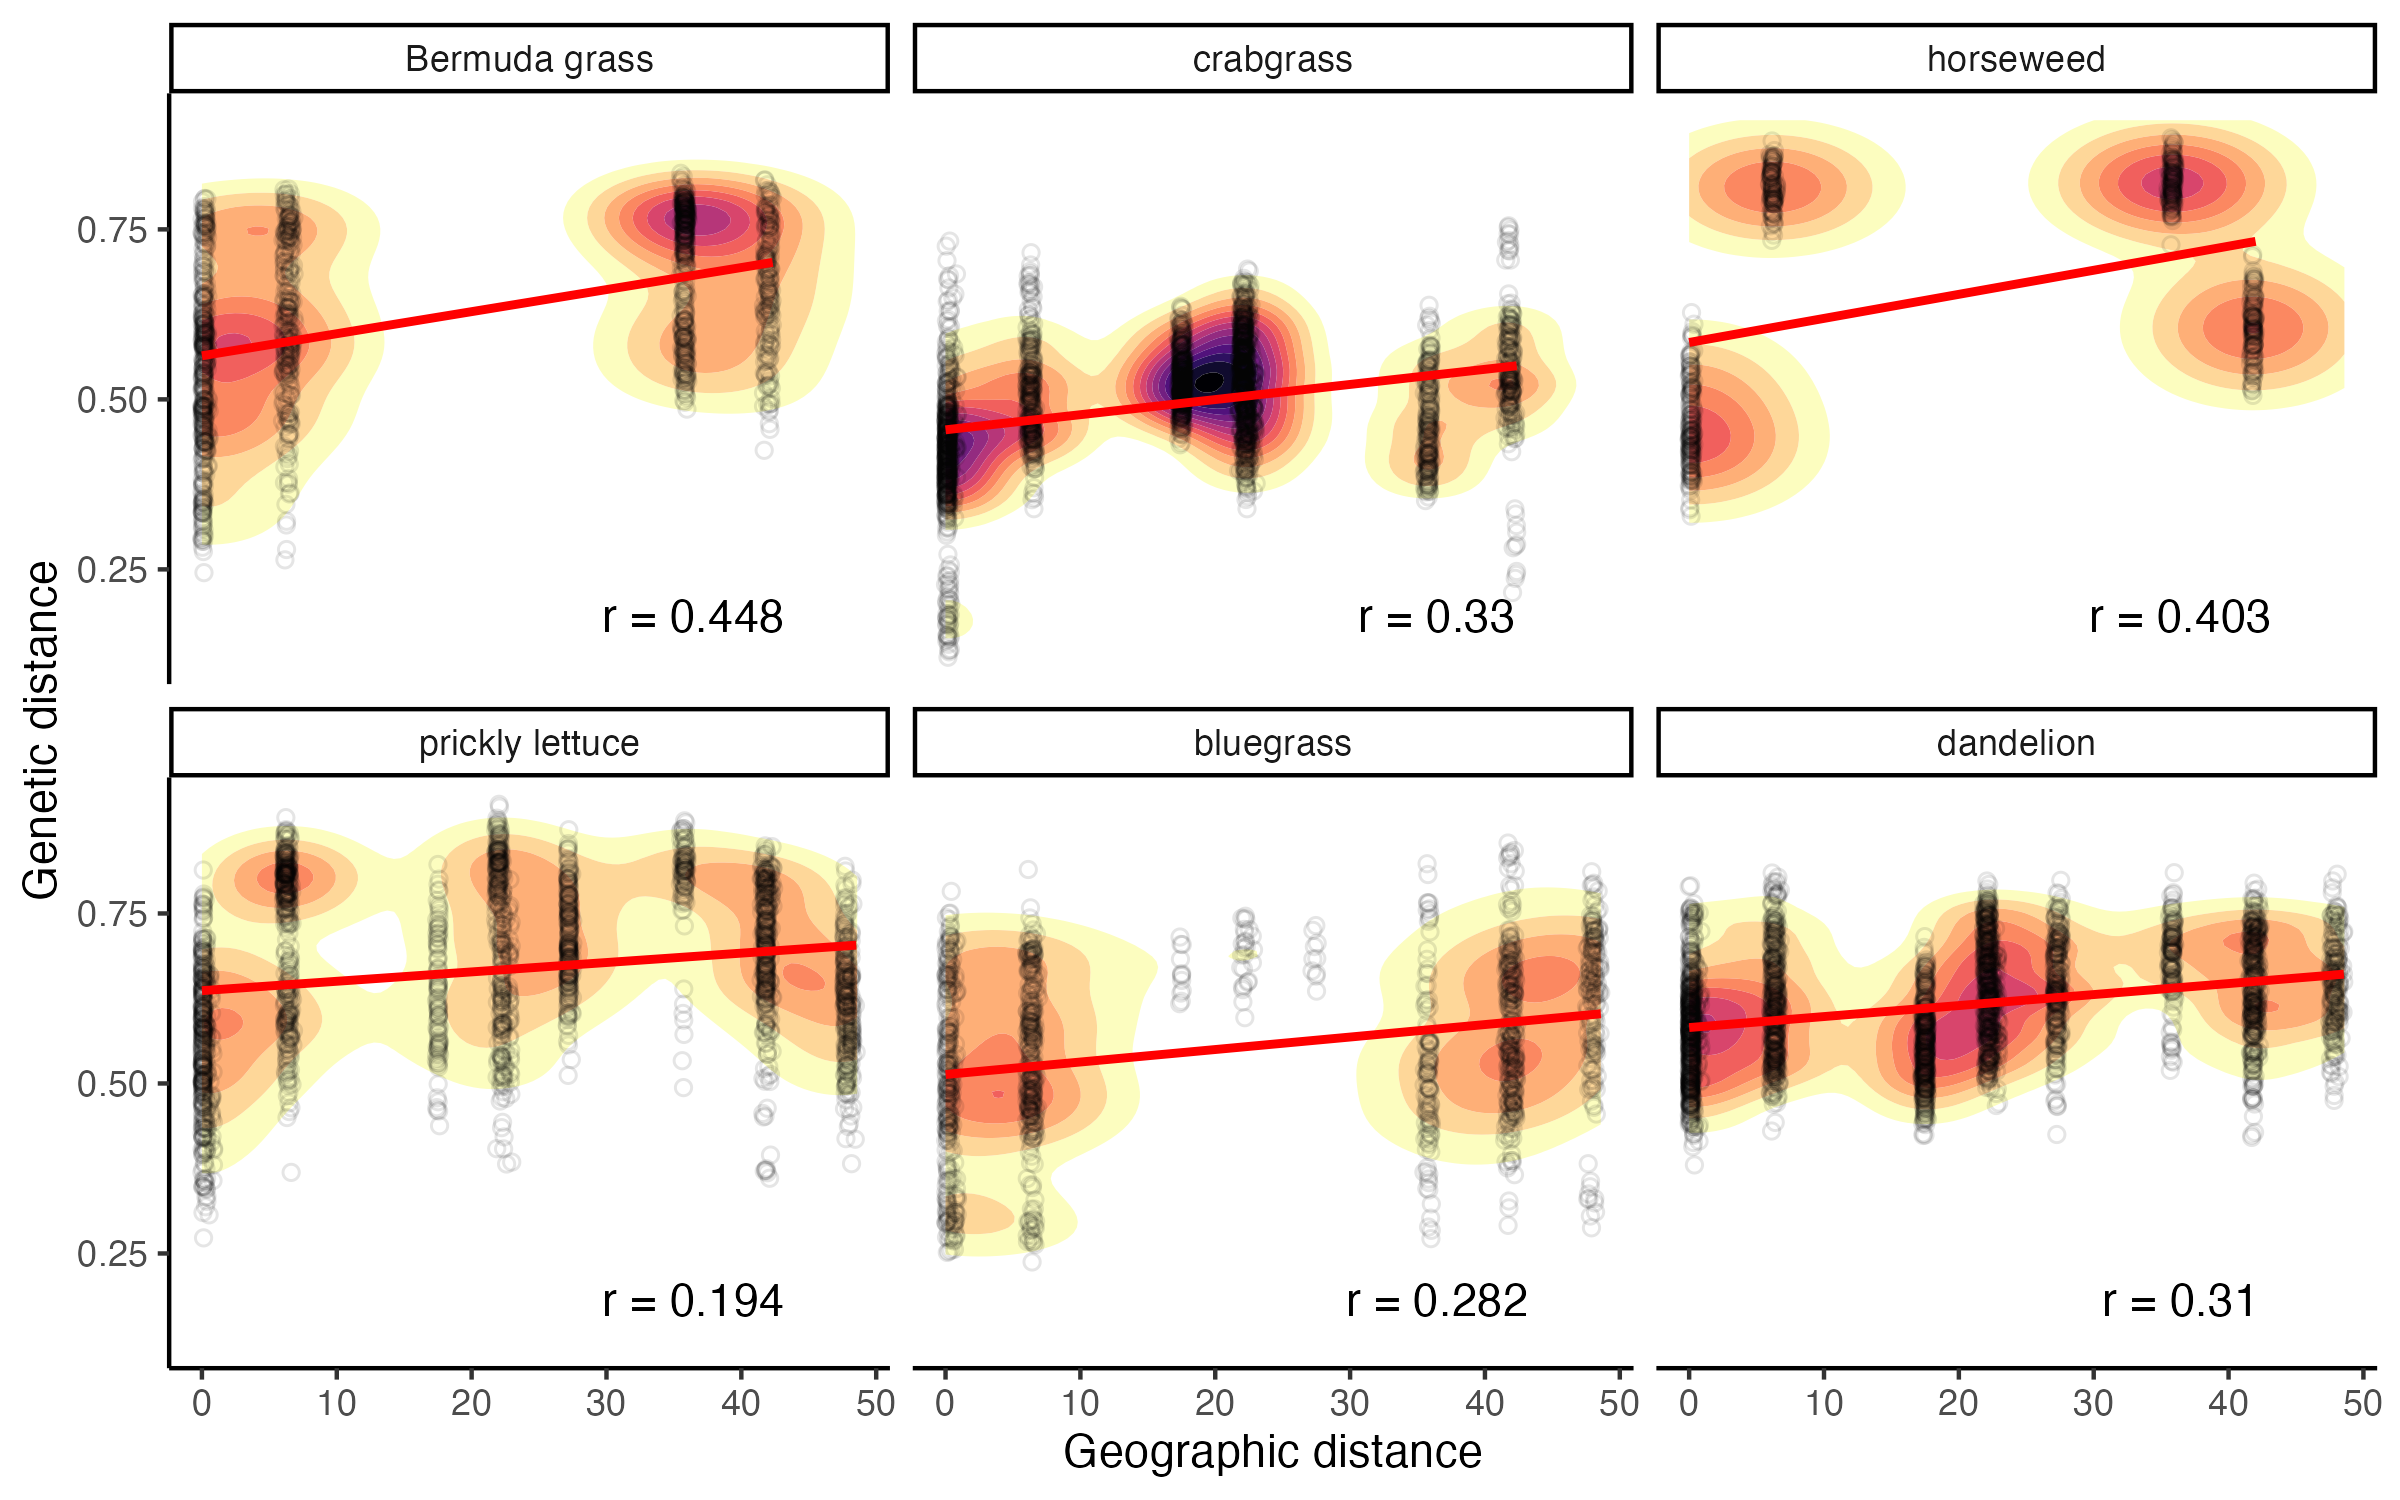 Bermuda grass
crabgrass
horseweed
0.75
0.50
0.25
r = 0.448
r = 0.33
r = 0.403
Genetic distance
prickly lettuce
bluegrass
dandelion
0.75
0.50
0.25
r = 0.194
r = 0.282
r = 0.31
0 10 20 30 40 50
0 10 20 30 40 50
0 10 20 30 40 50
Geographic distance